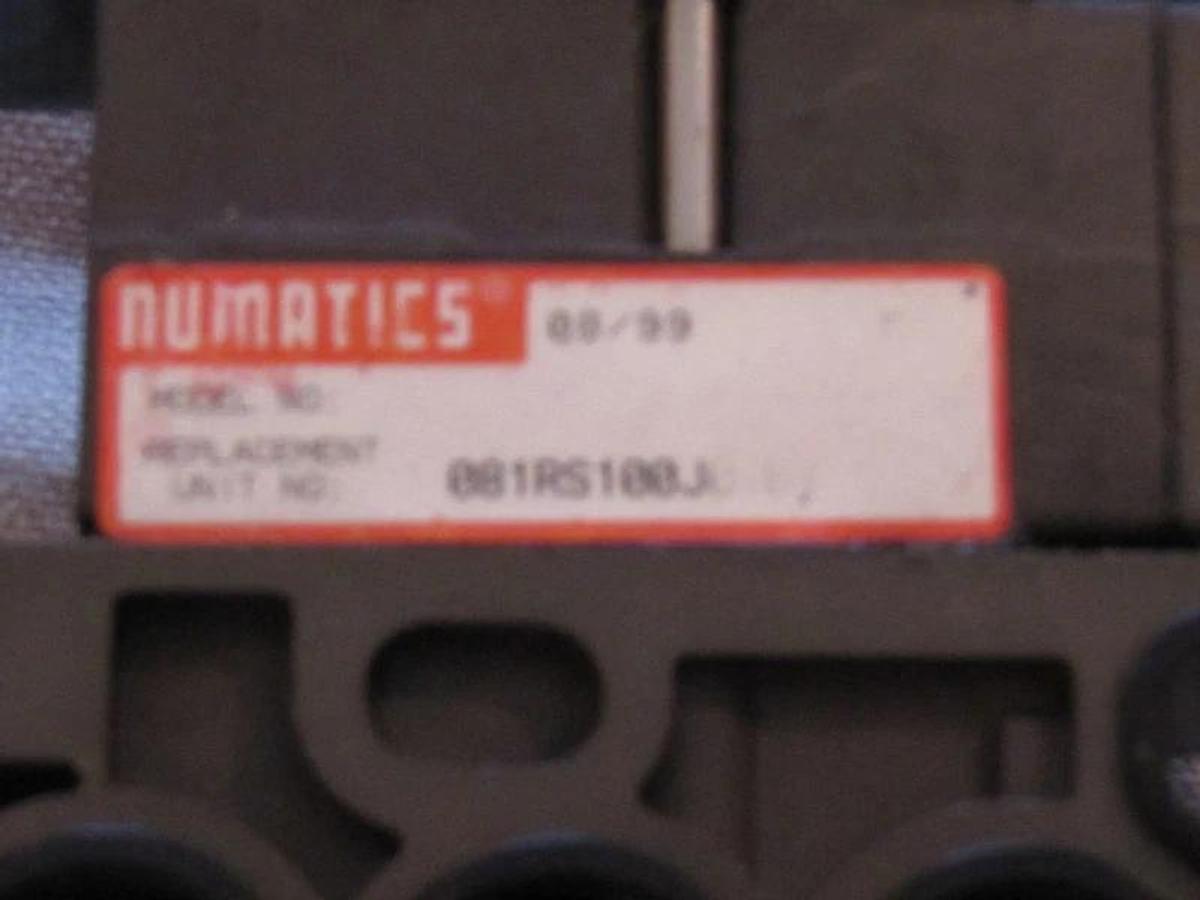 NUMATICS®
08/99
MODEL NO.
REPLACEMENT
UNIT NO:
081RS100J